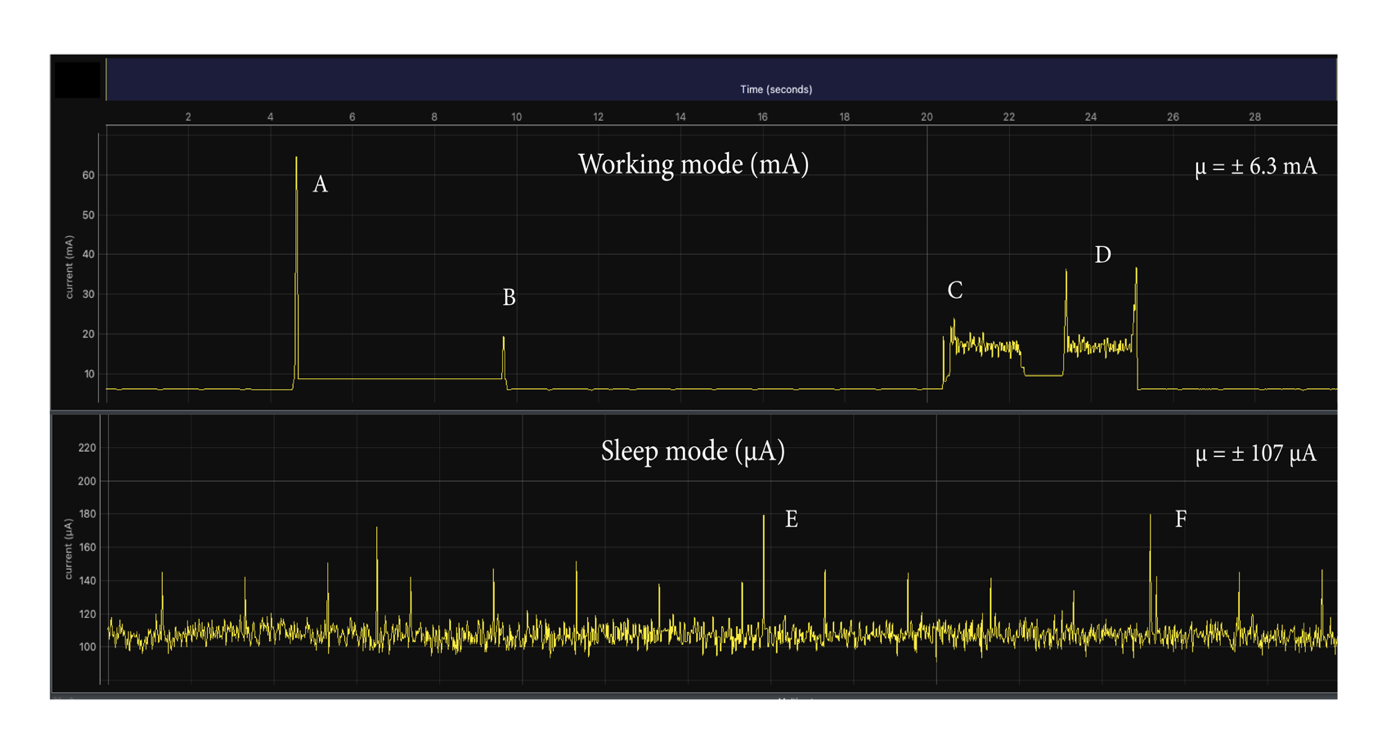 Time (seconds)
2 4 6 8 10 12 14 16 18 20 22 24 26 28
Working mode (mA)
μ = ± 6.3 mA
current (mA)
60
50
40
30
20
10
A
B
C
D
Sleep mode (μA)
μ = ± 107 μA
current (μA)
220
200
180
160
140
120
100
E
F